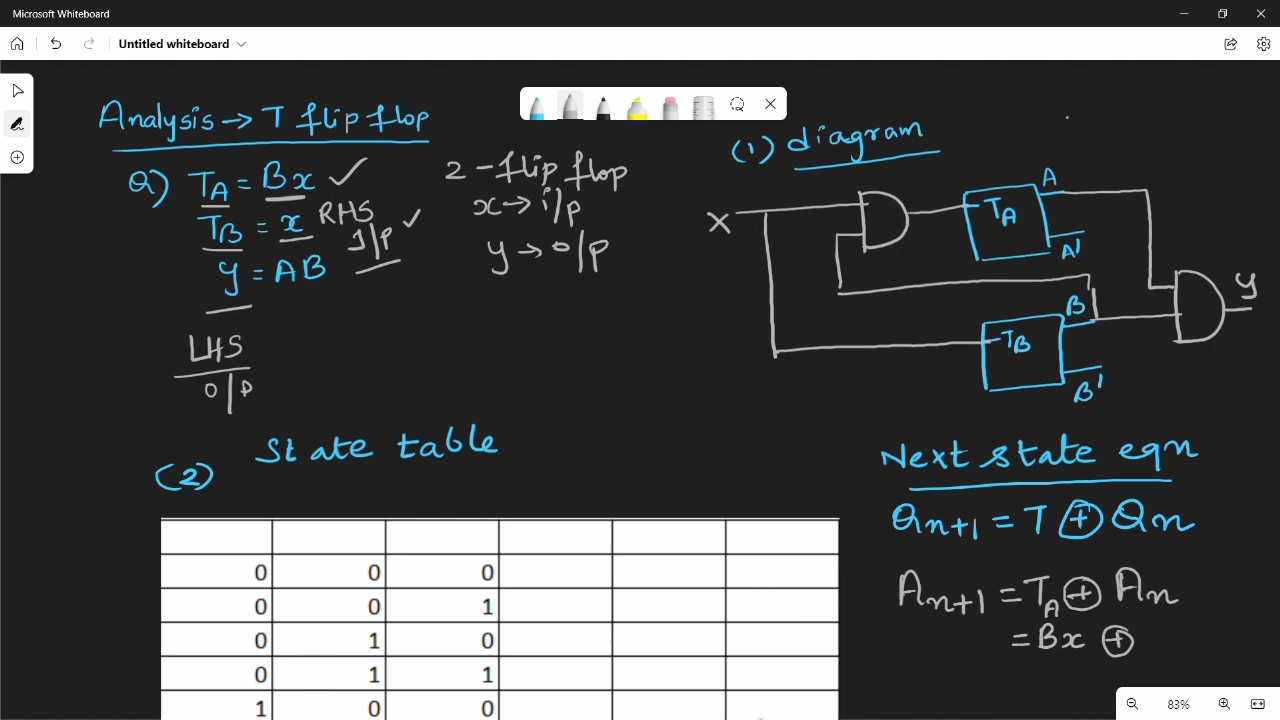 Microsoft Whiteboard
Untitled whiteboard
Analysis → T flip flop
Q) TA = Bx ✓
TB = x RHS
I/P ✓
y = AB
LHS
O/P
2 - flip flop
x → i/p
y → o/p
(1) diagram
X
TA
A
A'
TB
B
B'
y
(2) State table
0 0 0
0 0 1
0 1 0
0 1 1
1 0 0
Next state eqn
Qn+1 = T ⊕ Qn
An+1 = TA ⊕ An
= Bx ⊕
83%